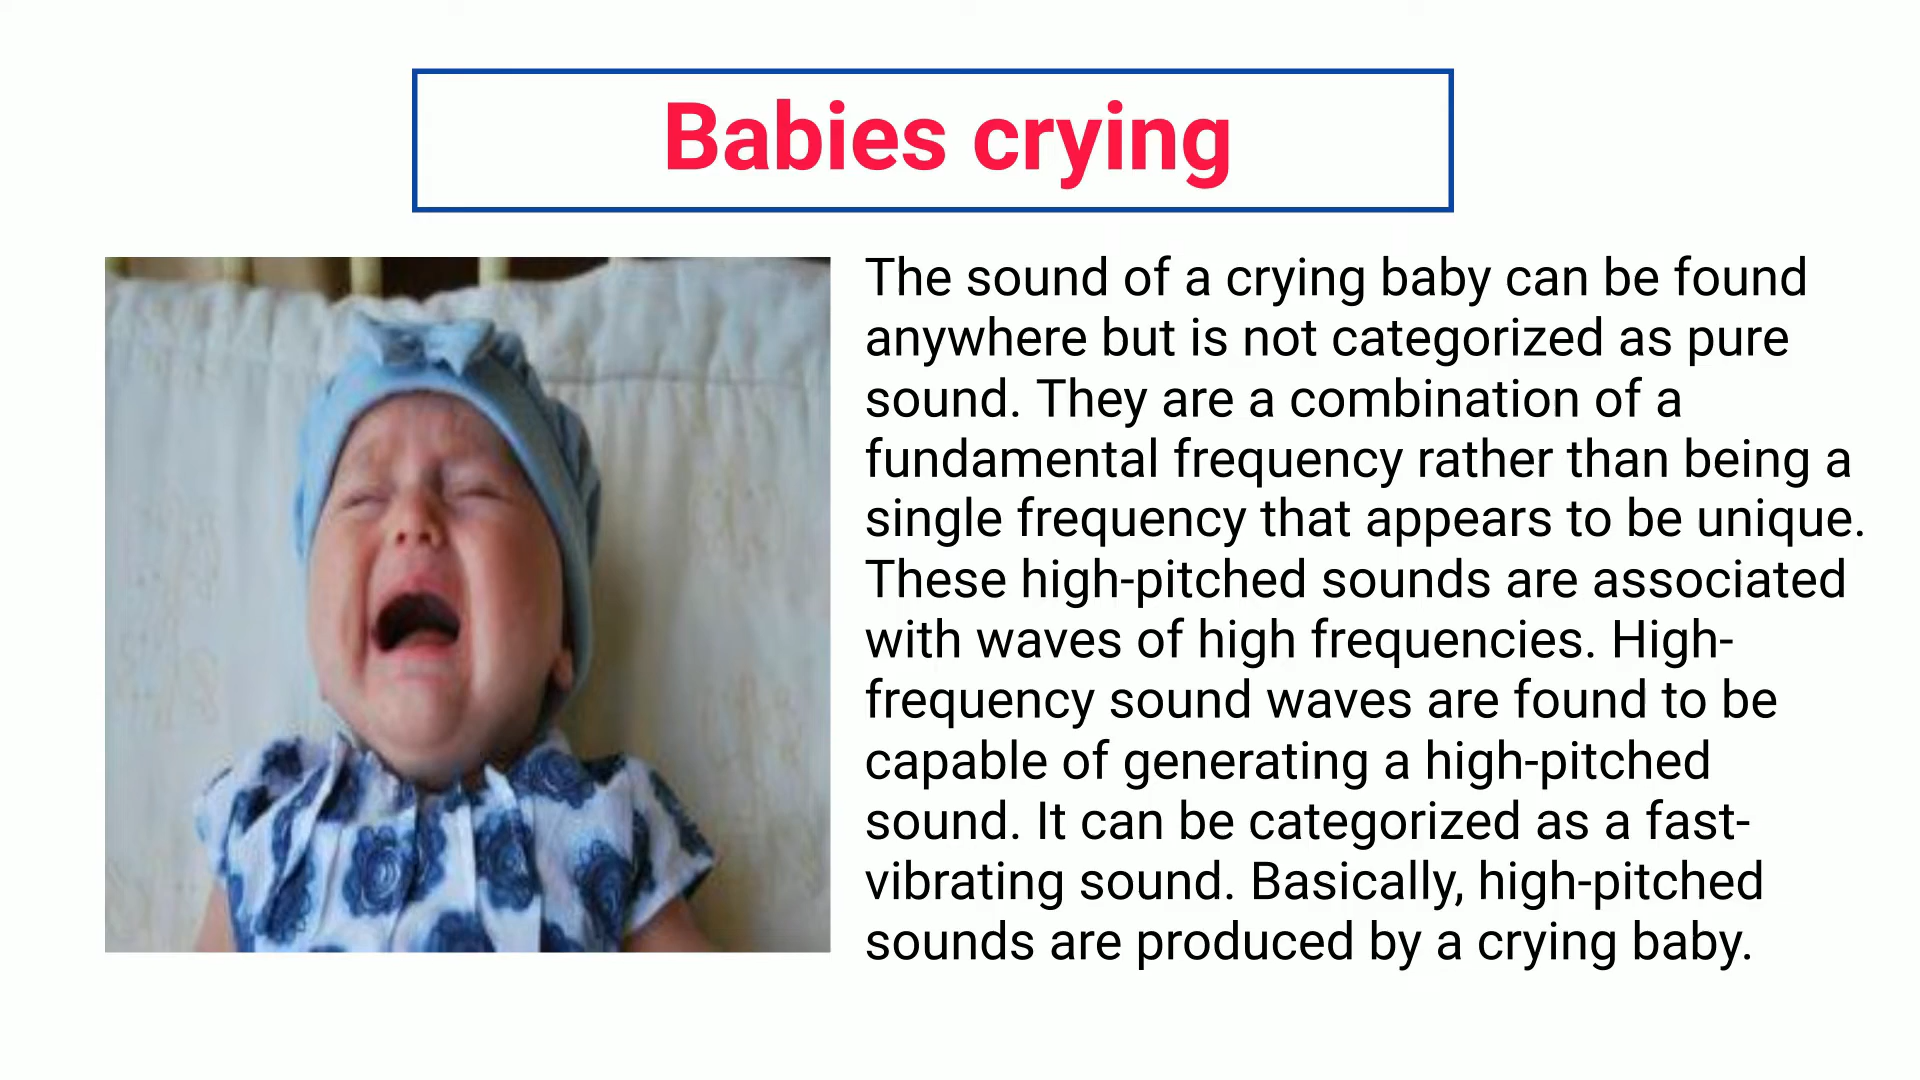 Babies crying
The sound of a crying baby can be found
anywhere but is not categorized as pure
sound. They are a combination of a
fundamental frequency rather than being a
single frequency that appears to be unique.
These high-pitched sounds are associated
with waves of high frequencies. High-
frequency sound waves are found to be
capable of generating a high-pitched
sound. It can be categorized as a fast-
vibrating sound. Basically, high-pitched
sounds are produced by a crying baby.